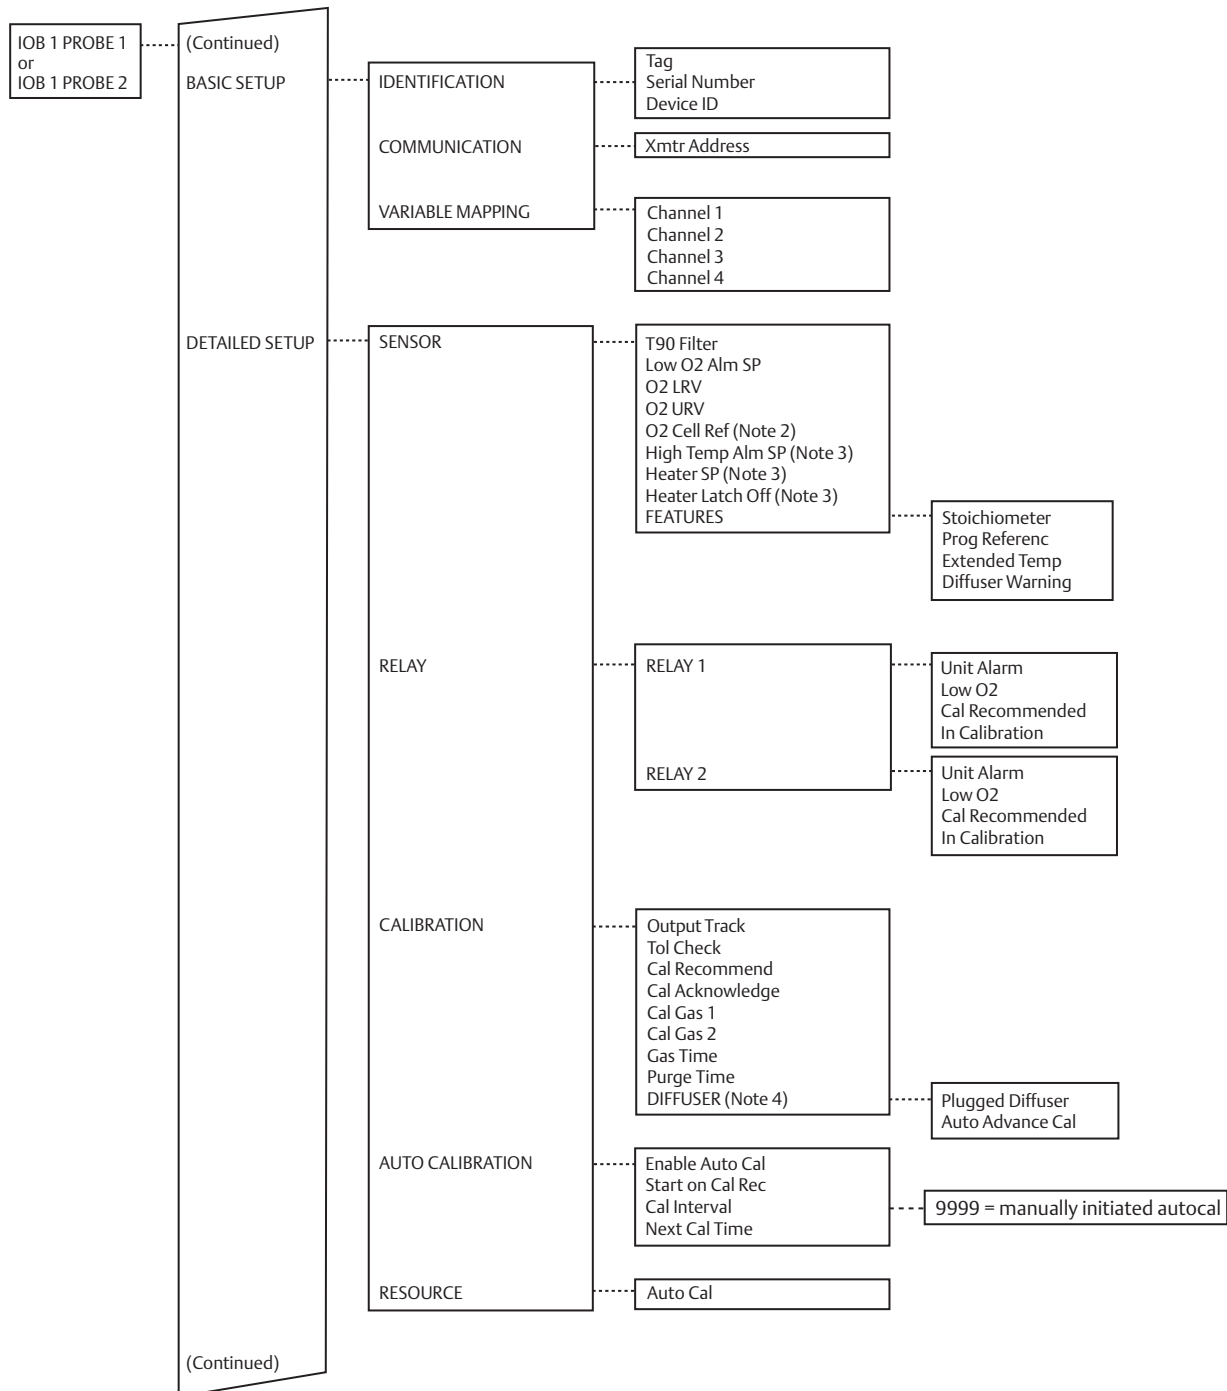 IOB 1 PROBE 1
or
IOB 1 PROBE 2
(Continued)
BASIC SETUP
IDENTIFICATION
Tag
Serial Number
Device ID
COMMUNICATION
Xmtr Address
VARIABLE MAPPING
Channel 1
Channel 2
Channel 3
Channel 4
DETAILED SETUP
SENSOR
T90 Filter
Low O2 Alm SP
O2 LRV
O2 URV
O2 Cell Ref (Note 2)
High Temp Alm SP (Note 3)
Heater SP (Note 3)
Heater Latch Off (Note 3)
FEATURES
Stoichiometer
Prog Referenc
Extended Temp
Diffuser Warning
RELAY
RELAY 1
Unit Alarm
Low O2
Cal Recommended
In Calibration
RELAY 2
Unit Alarm
Low O2
Cal Recommended
In Calibration
CALIBRATION
Output Track
Tol Check
Cal Recommend
Cal Acknowledge
Cal Gas 1
Cal Gas 2
Gas Time
Purge Time
DIFFUSER (Note 4)
Plugged Diffuser
Auto Advance Cal
AUTO CALIBRATION
Enable Auto Cal
Start on Cal Rec
Cal Interval
Next Cal Time
9999 = manually initiated autocal
RESOURCE
Auto Cal
(Continued)